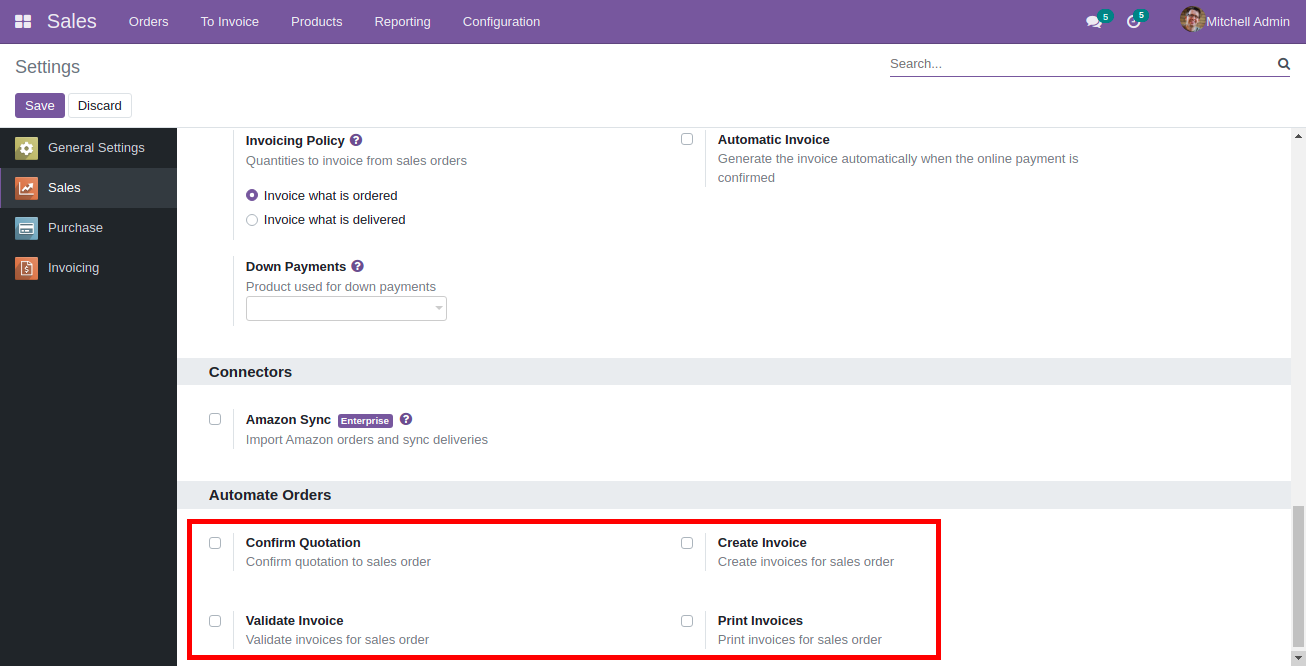 Sales Orders To Invoice Products Reporting Configuration 5 5 Mitchell Admin
Settings
Search...
Save Discard
General Settings
Sales
Purchase
Invoicing
Invoicing Policy ?
Quantities to invoice from sales orders
Invoice what is ordered
Invoice what is delivered
Automatic Invoice
Generate the invoice automatically when the online payment is
confirmed
Down Payments ?
Product used for down payments
Connectors
Amazon Sync Enterprise ?
Import Amazon orders and sync deliveries
Automate Orders
Confirm Quotation
Confirm quotation to sales order
Create Invoice
Create invoices for sales order
Validate Invoice
Validate invoices for sales order
Print Invoices
Print invoices for sales order